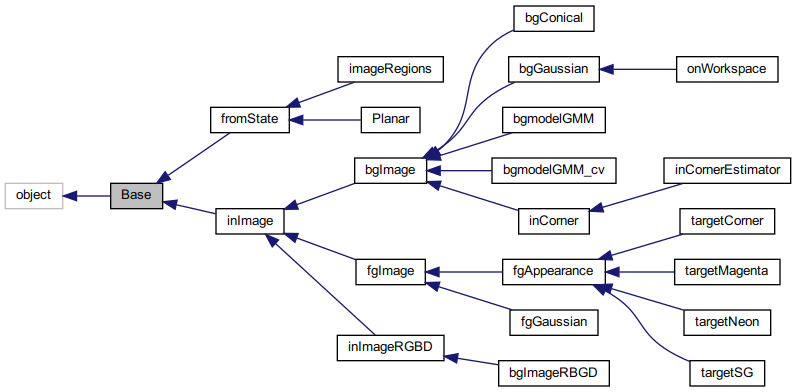 bgConical
imageRegions
bgGaussian
onWorkspace
fromState
Planar
bgmodelGMM
bgImage
bgmodelGMM_cv
inCornerEstimator
object
Base
inImage
inCorner
targetCorner
fgImage
fgAppearance
targetMagenta
fgGaussian
targetNeon
inImageRGBD
bgImageRBGD
targetSG